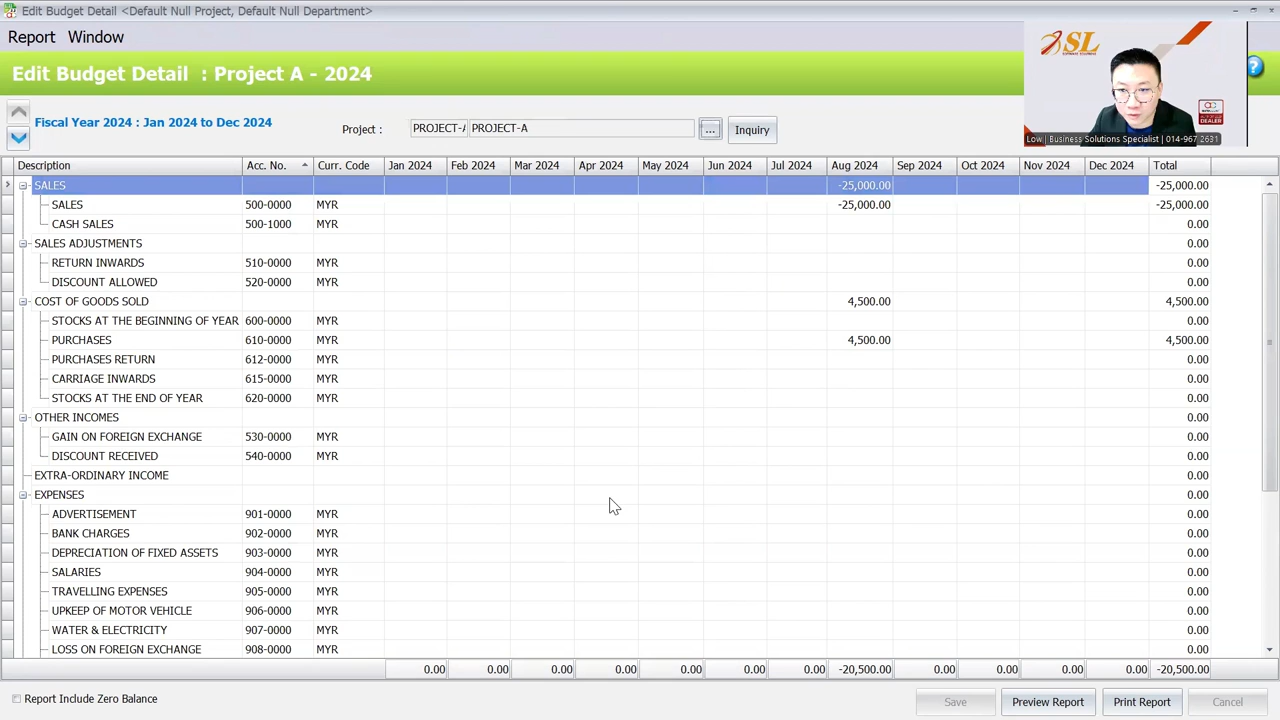 Edit Budget Detail <Default Null Project, Default Null Department>
Report Window
Edit Budget Detail : Project A - 2024
SL
?
Fiscal Year 2024 : Jan 2024 to Dec 2024
Project : PROJECT-A PROJECT-A ... Inquiry
DEALER
Low | Business Solutions Specialist | 014-967 2631
Description Acc. No. Curr. Code Jan 2024 Feb 2024 Mar 2024 Apr 2024 May 2024 Jun 2024 Jul 2024 Aug 2024 Sep 2024 Oct 2024 Nov 2024 Dec 2024 Total
SALES -25,000.00 -25,000.00
SALES 500-0000 MYR -25,000.00 -25,000.00
CASH SALES 500-1000 MYR 0.00
SALES ADJUSTMENTS 0.00
RETURN INWARDS 510-0000 MYR 0.00
DISCOUNT ALLOWED 520-0000 MYR 0.00
COST OF GOODS SOLD 4,500.00 4,500.00
STOCKS AT THE BEGINNING OF YEAR 600-0000 MYR 0.00
PURCHASES 610-0000 MYR 4,500.00 4,500.00
PURCHASES RETURN 612-0000 MYR 0.00
CARRIAGE INWARDS 615-0000 MYR 0.00
STOCKS AT THE END OF YEAR 620-0000 MYR 0.00
OTHER INCOMES 0.00
GAIN ON FOREIGN EXCHANGE 530-0000 MYR 0.00
DISCOUNT RECEIVED 540-0000 MYR 0.00
EXTRA-ORDINARY INCOME 0.00
EXPENSES 0.00
ADVERTISEMENT 901-0000 MYR 0.00
BANK CHARGES 902-0000 MYR 0.00
DEPRECIATION OF FIXED ASSETS 903-0000 MYR 0.00
SALARIES 904-0000 MYR 0.00
TRAVELLING EXPENSES 905-0000 MYR 0.00
UPKEEP OF MOTOR VEHICLE 906-0000 MYR 0.00
WATER & ELECTRICITY 907-0000 MYR 0.00
LOSS ON FOREIGN EXCHANGE 908-0000 MYR 0.00
0.00 0.00 0.00 0.00 0.00 0.00 0.00 -20,500.00 0.00 0.00 0.00 0.00 -20,500.00
Report Include Zero Balance Save Preview Report Print Report Cancel